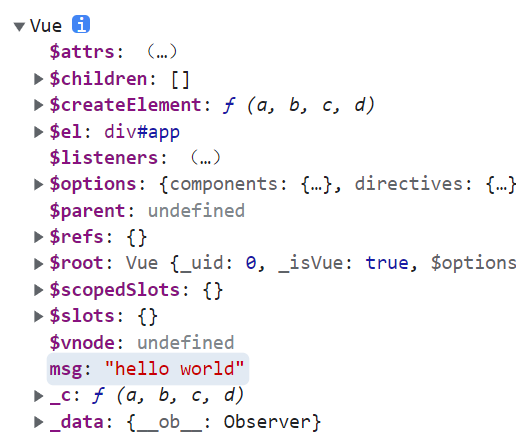 Vue i
$attrs: (…)
$children: []
$createElement: ƒ (a, b, c, d)
$el: div#app
$listeners: (…)
$options: {components: {…}, directives: {…}
$parent: undefined
$refs: {}
$root: Vue {_uid: 0, _isVue: true, $options
$scopedSlots: {}
$slots: {}
$vnode: undefined
msg: "hello world"
_c: ƒ (a, b, c, d)
_data: {__ob__: Observer}